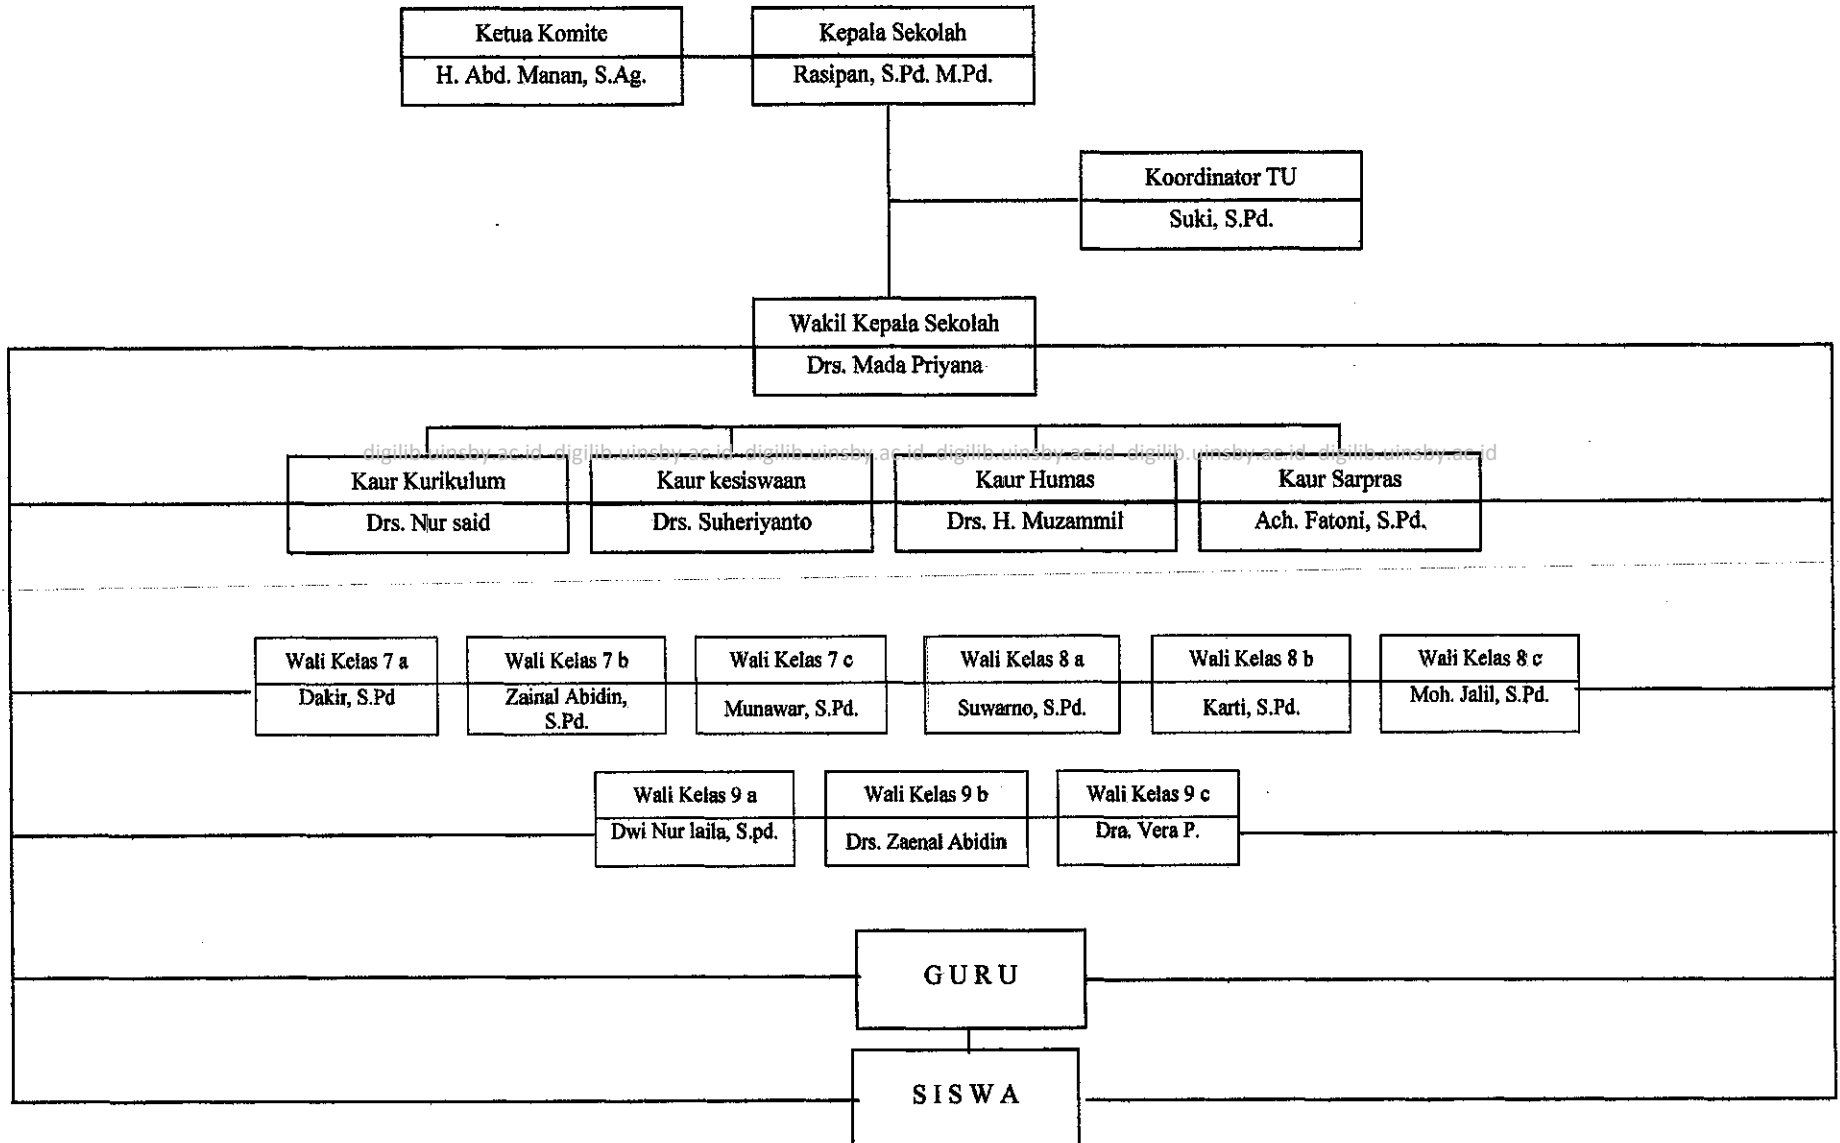 Ketua Komite
H. Abd. Manan, S.Ag.
Kepala Sekolah
Rasipan, S.Pd. M.Pd.
Koordinator TU
Suki, S.Pd.
Wakil Kepala Sekolah
Drs. Mada Priyana
digilib.uinsby.ac.id digilib.uinsby.ac.id digilib.uinsby.ac.id digilib.uinsby.ac.id digilib.uinsby.ac.id digilib.uinsby.ac.id
Kaur Kurikulum
Drs. Nur said
Kaur kesiswaan
Drs. Suheriyanto
Kaur Humas
Drs. H. Muzammil
Kaur Sarpras
Ach. Fatoni, S.Pd.
Wali Kelas 7 a
Dakir, S.Pd
Wali Kelas 7 b
Zainal Abidin,
S.Pd.
Wali Kelas 7 c
Munawar, S.Pd.
Wali Kelas 8 a
Suwarno, S.Pd.
Wali Kelas 8 b
Karti, S.Pd.
Wali Kelas 8 c
Moh. Jalil, S.Pd.
Wali Kelas 9 a
Dwi Nur laila, S.pd.
Wali Kelas 9 b
Drs. Zaenal Abidin
Wali Kelas 9 c
Dra. Vera P.
G U R U
S I S W A